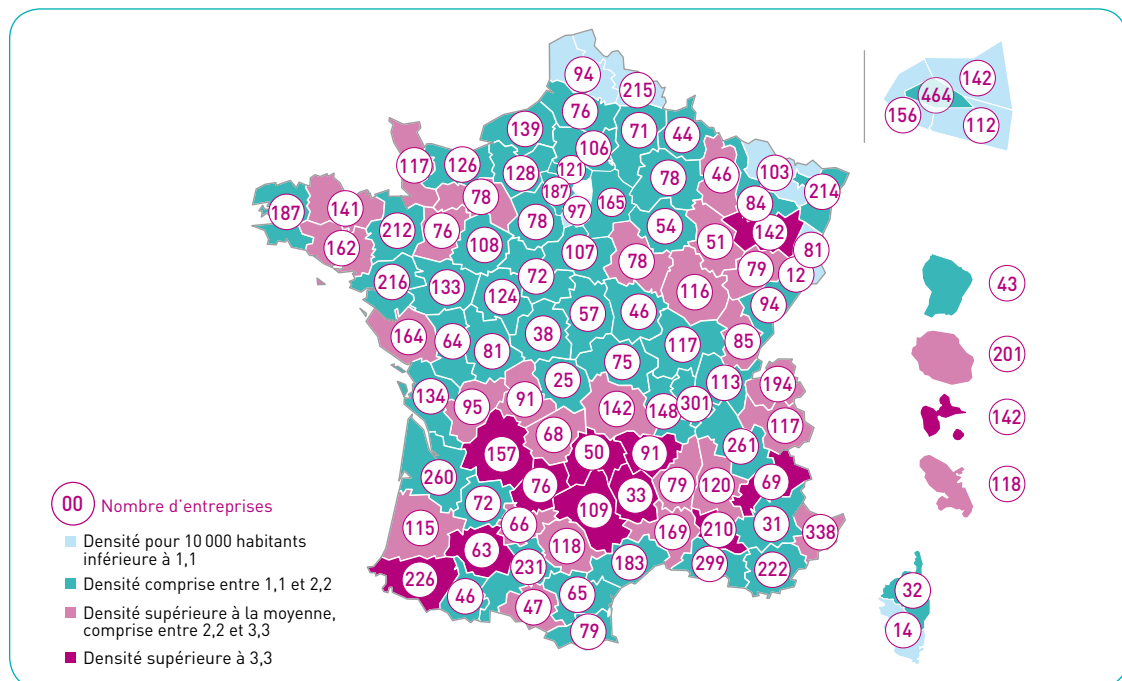 94 215 142
76 464
139 71 44 156 112
106
117 126 128 121 78 46 103
187 78 187 165 84 214
141 97
212 76 78 54 142
162 108 107 51 81
78 79 12
216 133 72 116
124 57 46 94 43
164 64 38 117 85
81 75 201
25 113
134 95 91 142 148 301 194
68 117 142
157 50 91 261
260 76 79 120 69 118
00 Nombre d'entreprises
72 109 33
115 66 169 210 31 338
Densité pour 10 000 habitants
inférieure à 1,1
63 118
231 183 299 222
Densité comprise entre 1,1 et 2,2
226 46 65 32
Densité supérieure à la moyenne,
comprise entre 2,2 et 3,3
47 79 14
Densité supérieure à 3,3